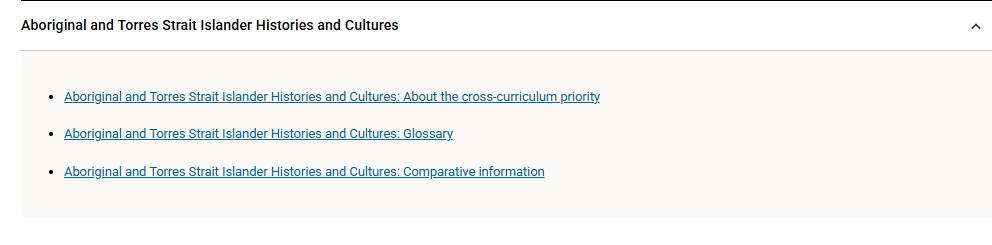 Aboriginal and Torres Strait Islander Histories and Cultures
Aboriginal and Torres Strait Islander Histories and Cultures: About the cross-curriculum priority
Aboriginal and Torres Strait Islander Histories and Cultures: Glossary
Aboriginal and Torres Strait Islander Histories and Cultures: Comparative information